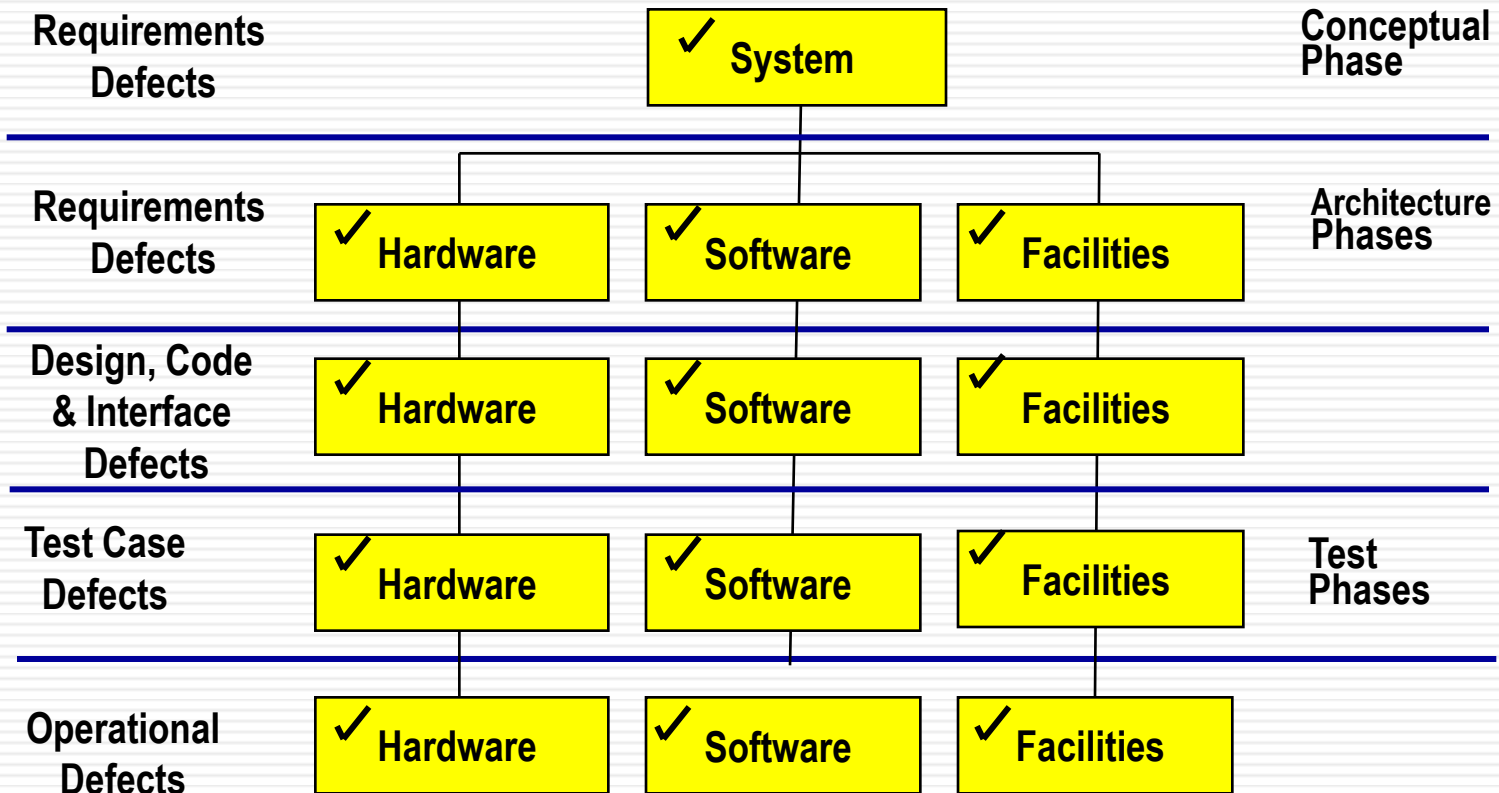 Requirements
Defects
System
Conceptual
Phase
Requirements
Defects
Hardware
Software
Facilities
Architecture
Phases
Design, Code
& Interface
Defects
Hardware
Software
Facilities
Test Case
Defects
Hardware
Software
Facilities
Test
Phases
Operational
Defects
Hardware
Software
Facilities